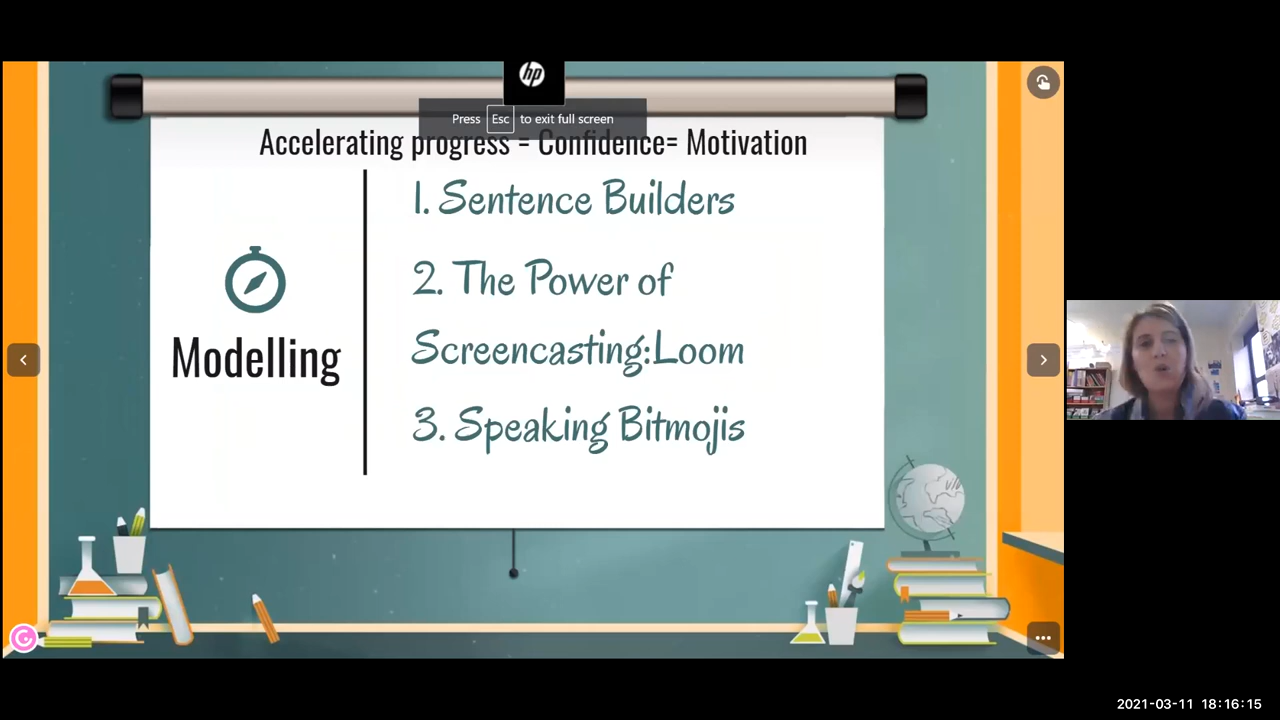 hp
Press Esc to exit full screen
Accelerating progress = Confidence= Motivation
1. Sentence Builders
2. The Power of
Screencasting:Loom
3. Speaking Bitmojis
Modelling
2021-03-11 18:16:15